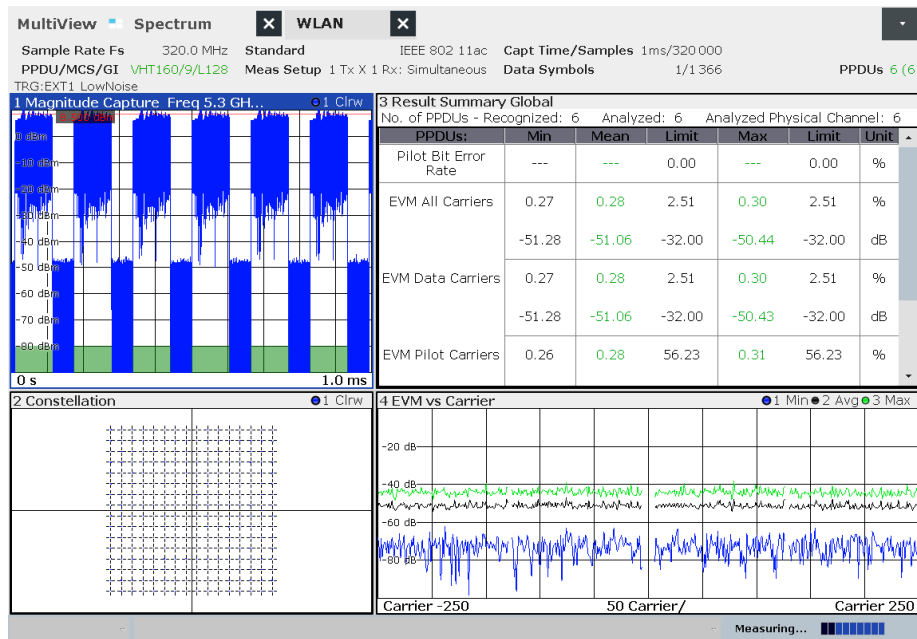 MultiView Spectrum WLAN
Sample Rate Fs 320.0 MHz Standard IEEE 802 11ac Capt Time/Samples 1ms/320 000
PPDU/MCS/GI VHT160/9/L128 Meas Setup 1 Tx X 1 Rx: Simultaneous Data Symbols 1/1 366 PPDUs 6 (6
TRG:EXT1 LowNoise
1 Magnitude Capture Freq 5.3 GH... 1 Clrw
0 dBm
-10 dBm
-20 dBm
-30 dBm
-40 dBm
-50 dBm
-60 dBm
-70 dBm
-80 dBm
0 s 1.0 ms
3 Result Summary Global
No. of PPDUs - Recognized: 6 Analyzed: 6 Analyzed Physical Channel: 6
PPDUs: Min Mean Limit Max Limit Unit
Pilot Bit Error
Rate --- --- 0.00 --- 0.00 %
EVM All Carriers 0.27 0.28 2.51 0.30 2.51 %
-51.28 -51.06 -32.00 -50.44 -32.00 dB
EVM Data Carriers 0.27 0.28 2.51 0.30 2.51 %
-51.28 -51.06 -32.00 -50.43 -32.00 dB
EVM Pilot Carriers 0.26 0.28 56.23 0.31 56.23 %
2 Constellation 1 Clrw
4 EVM vs Carrier 1 Min 2 Avg 3 Max
-20 dB
-40 dB
-60 dB
-80 dB
Carrier -250 50 Carrier/ Carrier 250
Measuring...